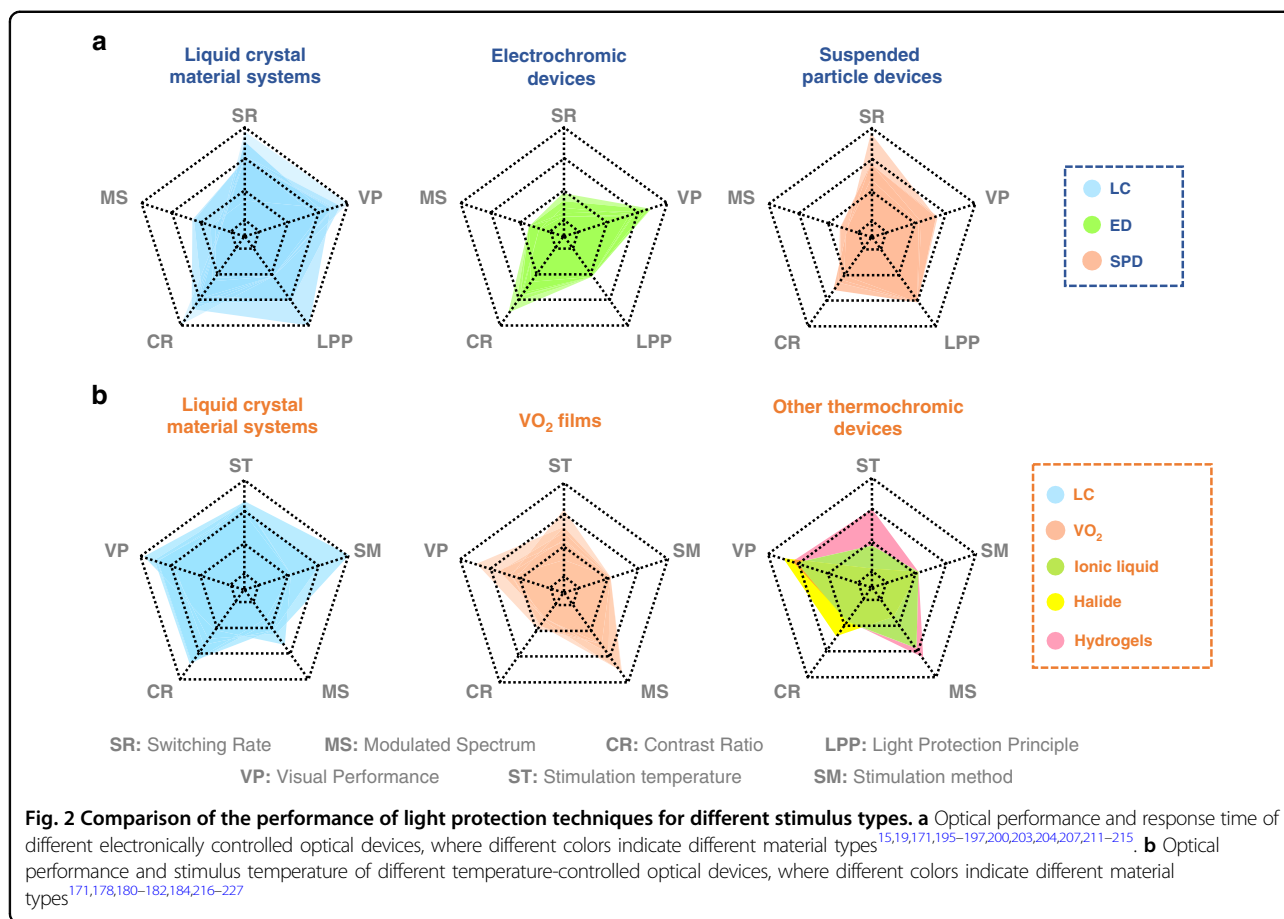 a
Liquid crystal
material systems
Electrochromic
devices
Suspended
particle devices
SR
VP
LPP
CR
MS
SR
VP
LPP
CR
MS
SR
VP
LPP
CR
MS
LC
ED
SPD
b
Liquid crystal
material systems
VO₂ films
Other thermochromic
devices
ST
SM
MS
CR
VP
ST
SM
MS
CR
VP
ST
SM
MS
CR
VP
LC
VO₂
Ionic liquid
Halide
Hydrogels
SR: Switching Rate MS: Modulated Spectrum CR: Contrast Ratio LPP: Light Protection Principle
VP: Visual Performance ST: Stimulation temperature SM: Stimulation method
Fig. 2 Comparison of the performance of light protection techniques for different stimulus types. a Optical performance and response time of
different electronically controlled optical devices, where different colors indicate different material types15,19,171,195–197,200,203,204,207,211–215. b Optical
performance and stimulus temperature of different temperature-controlled optical devices, where different colors indicate different material
types171,178,180–182,184,216–227